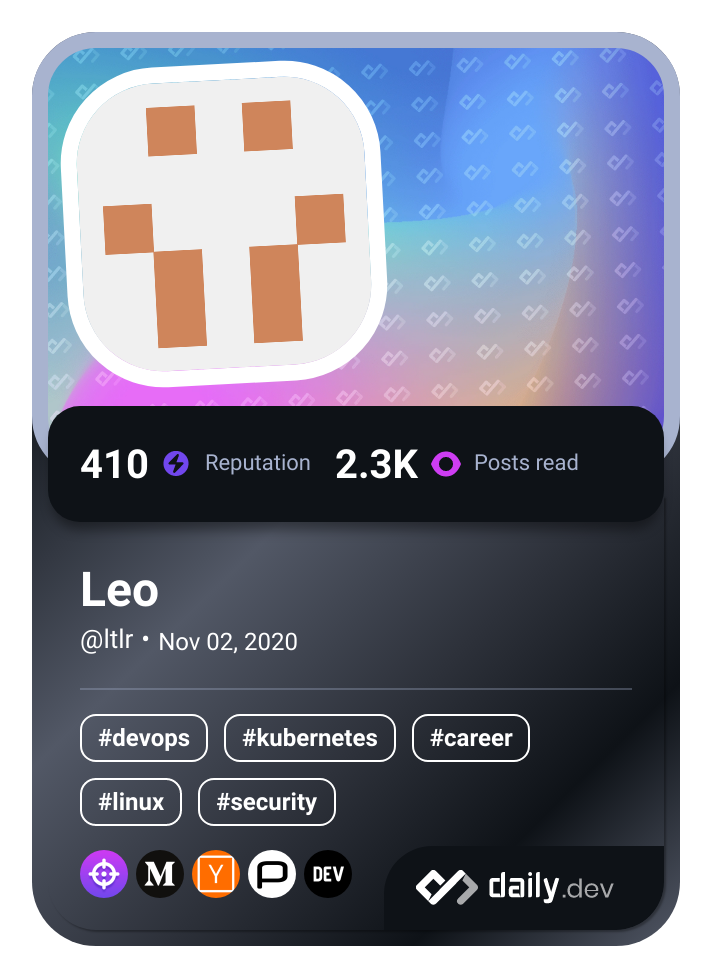 410 Reputation 2.3K Posts read
Leo
@ltlr • Nov 02, 2020
#devops #kubernetes #career
#linux #security
M Y P DEV
daily.dev